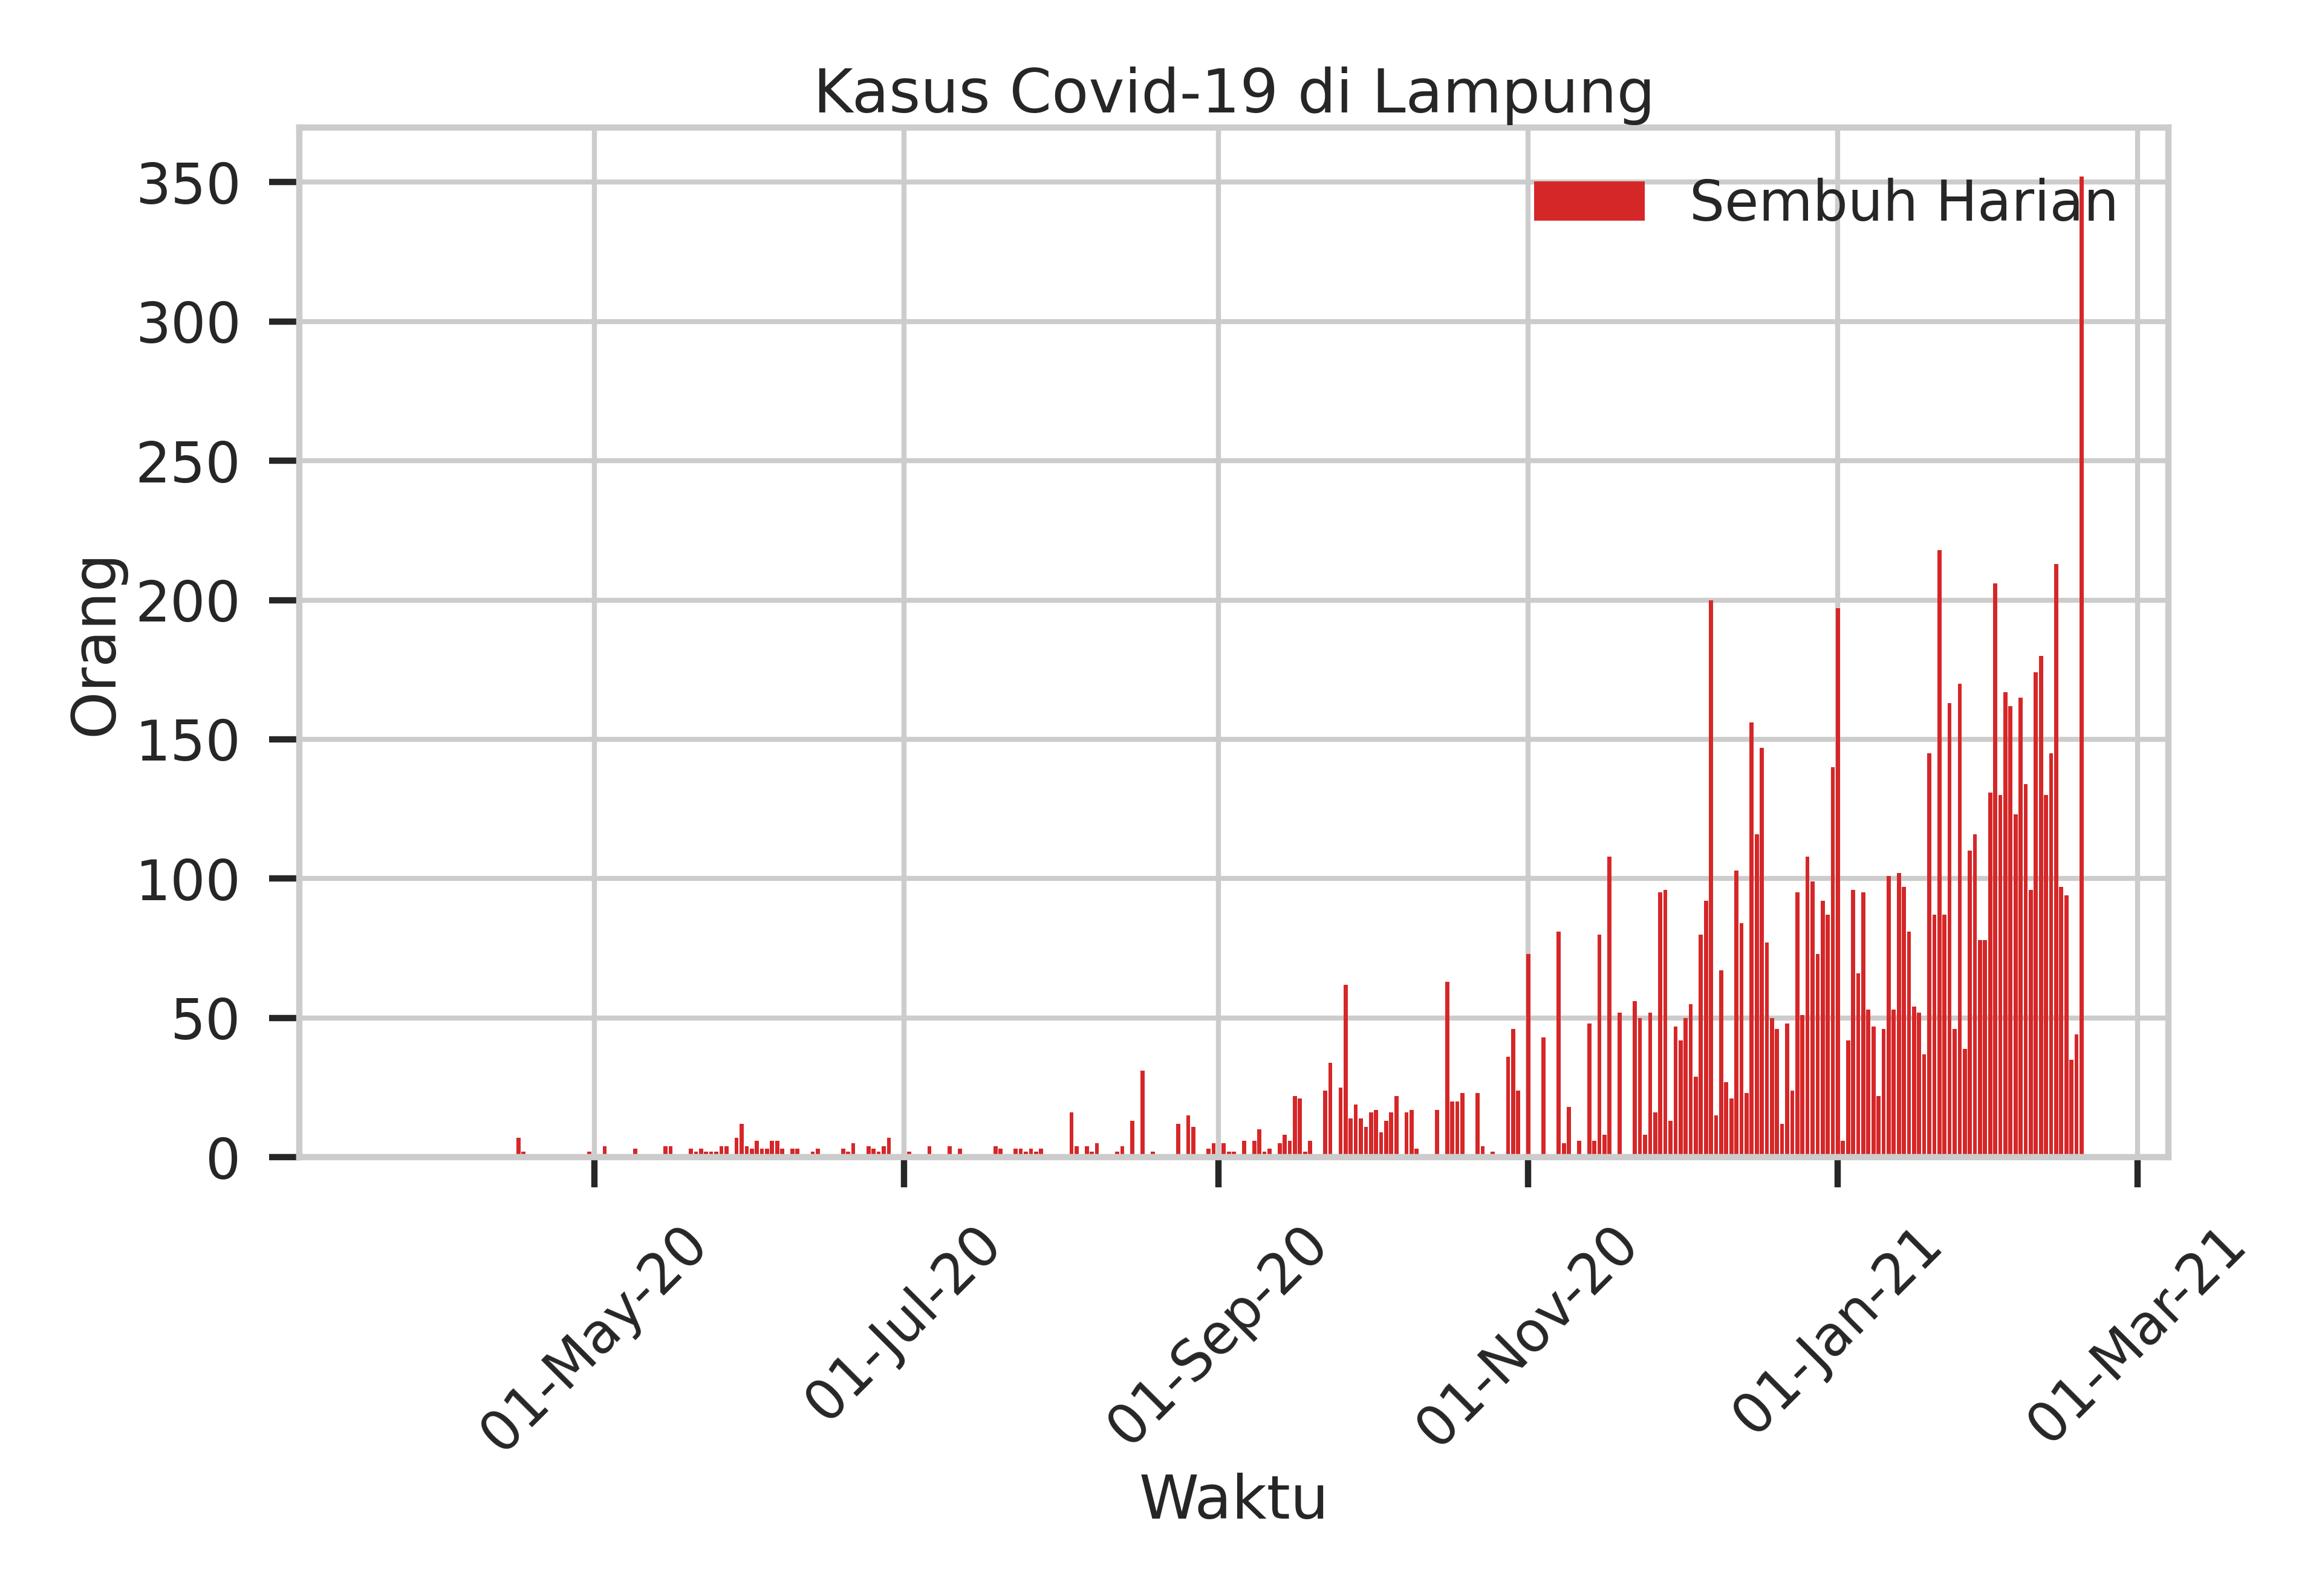 Kasus Covid-19 di Lampung
Sembuh Harian
Orang
350
300
250
200
150
100
50
0
01-May-20
01-Jul-20
01-Sep-20
01-Nov-20
01-Jan-21
01-Mar-21
Waktu